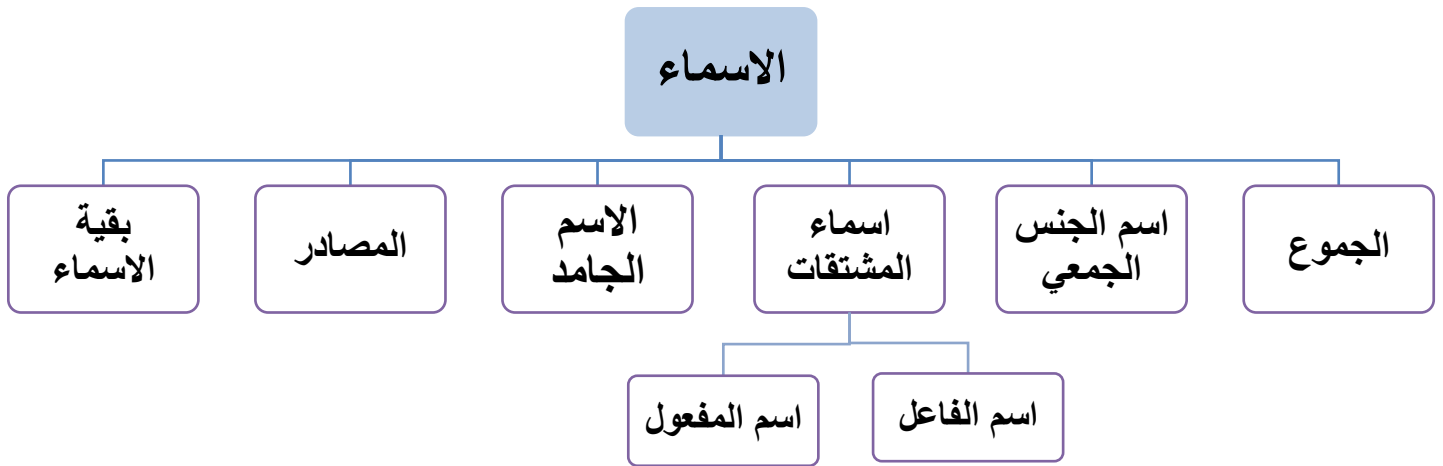 الاسماء
الجموع
اسم الجنس
الجمعي
اسماء
المشتقات
الاسم
الجامد
المصادر
بقية
الاسماء
اسم الفاعل
اسم المفعول